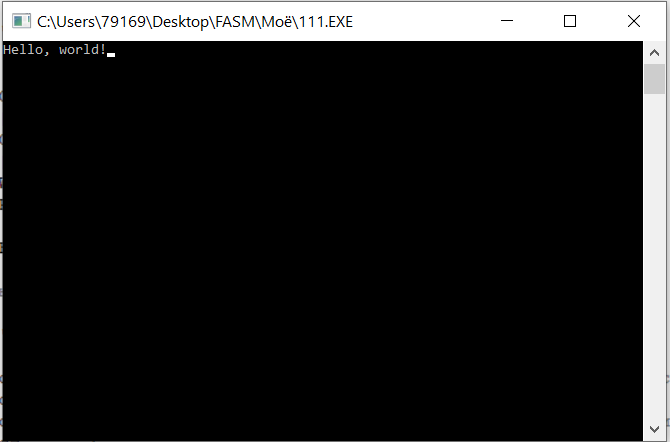 C:\Users\79169\Desktop\FASM\Моё\111.EXE
Hello, world!